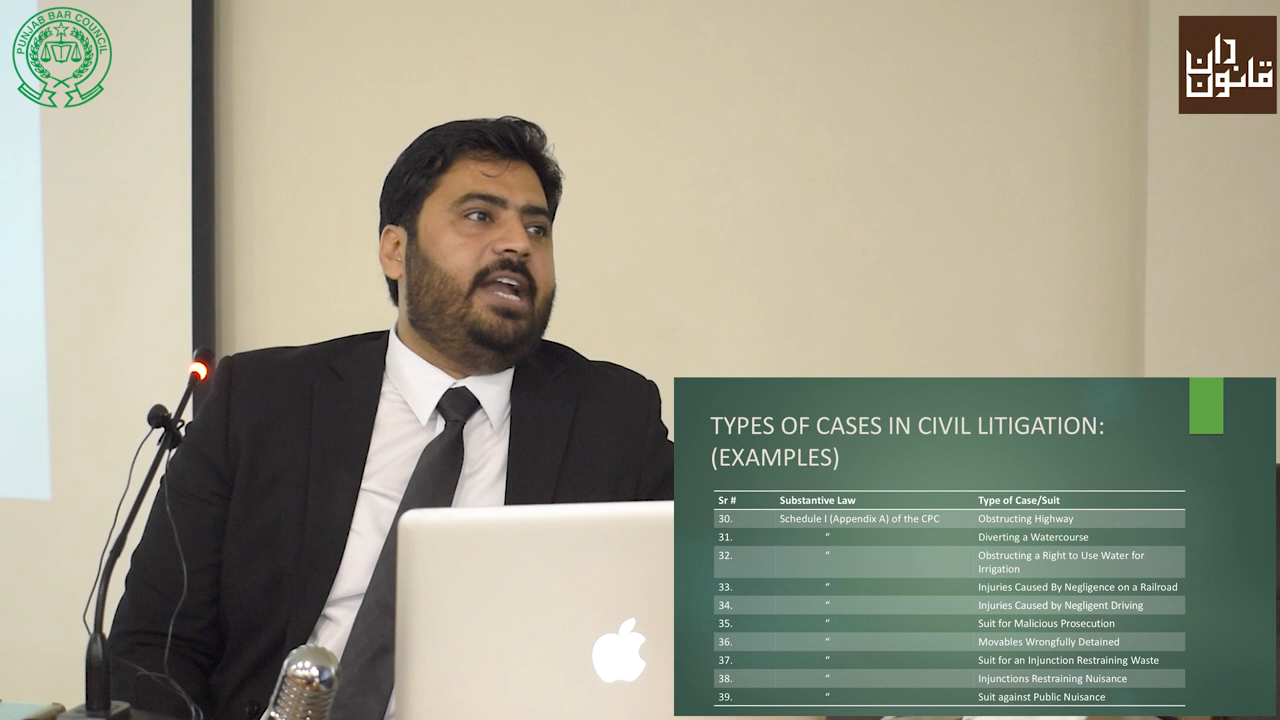 PUNJAB BAR COUNCIL
قانون دان
TYPES OF CASES IN CIVIL LITIGATION:
(EXAMPLES)
Sr # Substantive Law Type of Case/Suit
30. Schedule I (Appendix A) of the CPC Obstructing Highway
31. “ Diverting a Watercourse
32. “ Obstructing a Right to Use Water for
Irrigation
33. “ Injuries Caused By Negligence on a Railroad
34. “ Injuries Caused by Negligent Driving
35. “ Suit for Malicious Prosecution
36. “ Movables Wrongfully Detained
37. “ Suit for an Injunction Restraining Waste
38. “ Injunctions Restraining Nuisance
39. “ Suit against Public Nuisance